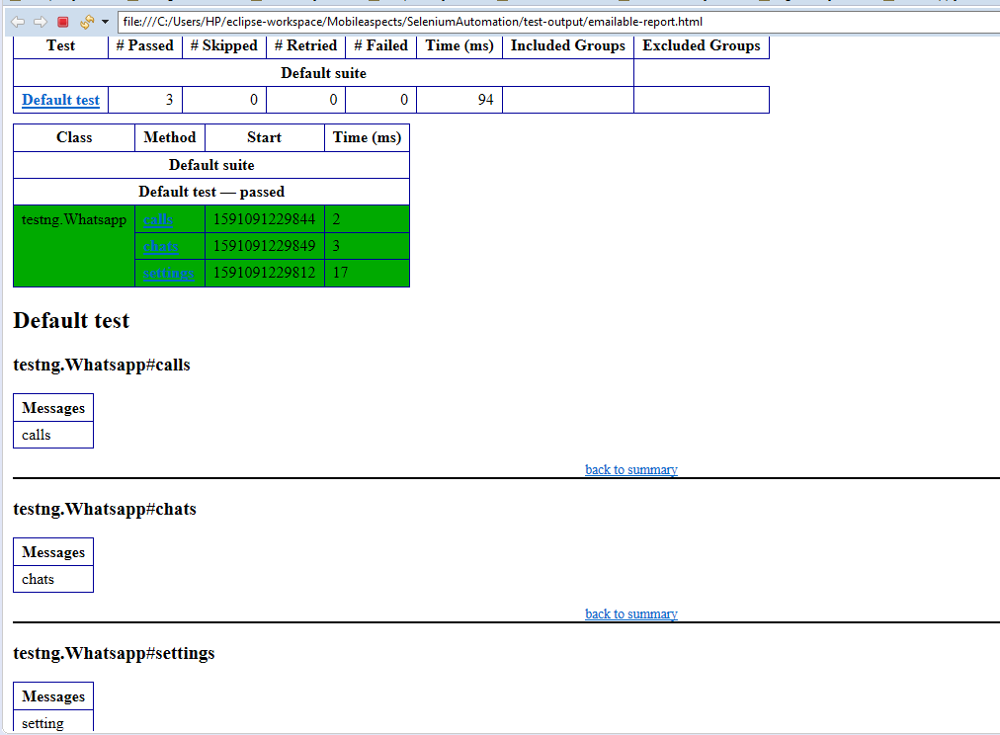 file:///C:/Users/HP/eclipse-workspace/Mobileaspects/SeleniumAutomation/test-output/emailable-report.html
Test # Passed # Skipped # Retried # Failed Time (ms) Included Groups Excluded Groups
Default suite
Default test 3 0 0 0 94
Class Method Start Time (ms)
Default suite
Default test — passed
testng.Whatsapp calls 1591091229844 2
chats 1591091229849 3
settings 1591091229812 17
Default test
testng.Whatsapp#calls
Messages
calls
back to summary
testng.Whatsapp#chats
Messages
chats
back to summary
testng.Whatsapp#settings
Messages
setting